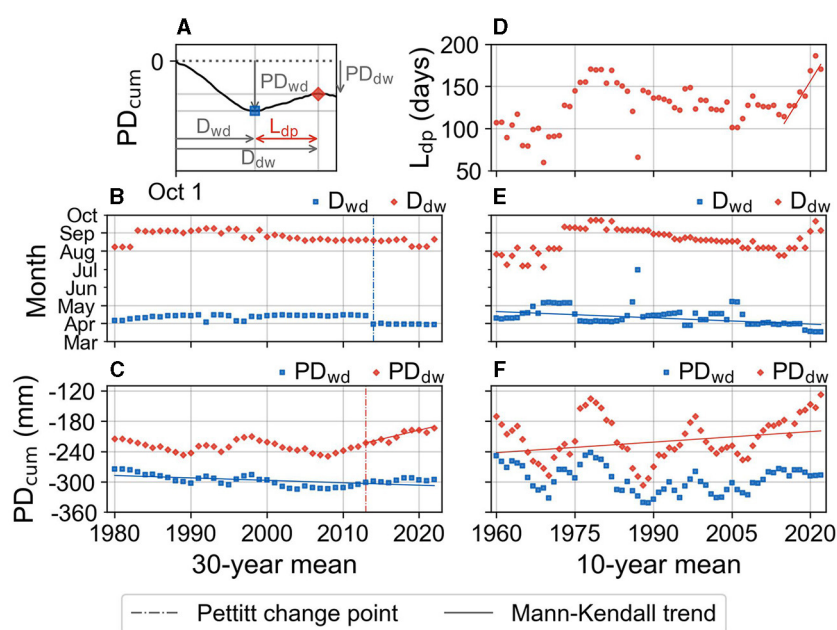 A
0
PDcum
PDwd
PDdw
Dwd
Ldp
Ddw
Oct 1
D
Ldp (days)
200
150
100
50
B
Dwd Ddw
Month
Oct
Sep
Aug
Jul
Jun
May
Apr
Mar
E
Dwd Ddw
C
PDwd PDdw
PDcum (mm)
-120
-180
-240
-300
-360
1980 1990 2000 2010 2020
30-year mean
F
PDwd PDdw
1960 1975 1990 2005 2020
10-year mean
Pettitt change point Mann-Kendall trend